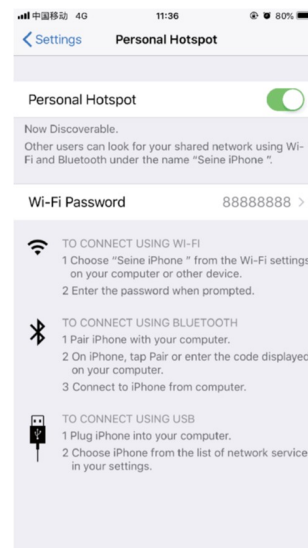 中国移动 4G 11:36 80%
Settings Personal Hotspot
Personal Hotspot
Now Discoverable.
Other users can look for your shared network using Wi-
Fi and Bluetooth under the name “Seine iPhone ”.
Wi-Fi Password 88888888
TO CONNECT USING WI-FI
1 Choose “Seine iPhone ” from the Wi-Fi settings
on your computer or other device.
2 Enter the password when prompted.
TO CONNECT USING BLUETOOTH
1 Pair iPhone with your computer.
2 On iPhone, tap Pair or enter the code displayed
on your computer.
3 Connect to iPhone from computer.
TO CONNECT USING USB
1 Plug iPhone into your computer.
2 Choose iPhone from the list of network service
in your settings.